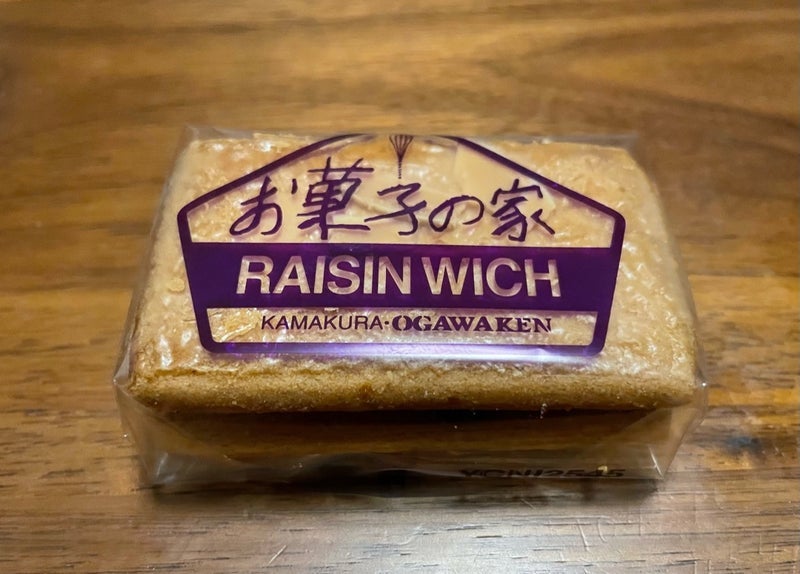 お菓子の家
RAISIN WICH
KAMAKURA·OGAWAKEN